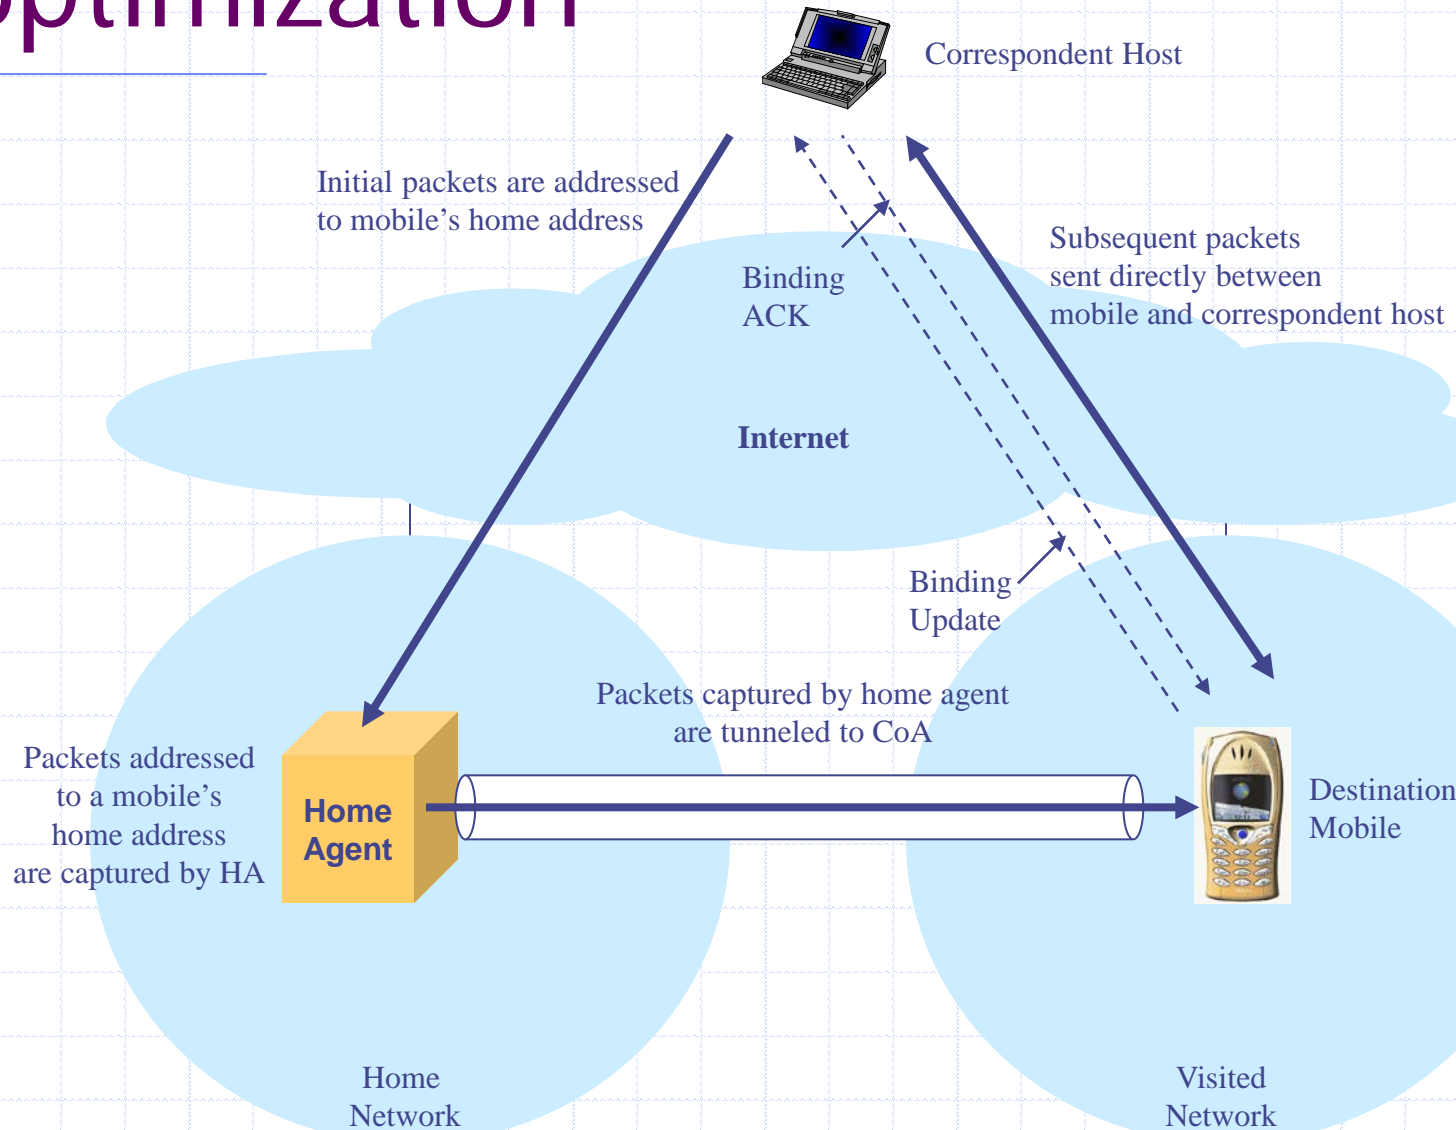 optimization
Correspondent Host
Initial packets are addressed
to mobile's home address
Subsequent packets
sent directly between
mobile and correspondent host
Binding
ACK
Internet
Binding
Update
Packets captured by home agent
are tunneled to CoA
Packets addressed
to a mobile's
home address
are captured by HA
Home
Agent
Destination
Mobile
Home
Network
Visited
Network